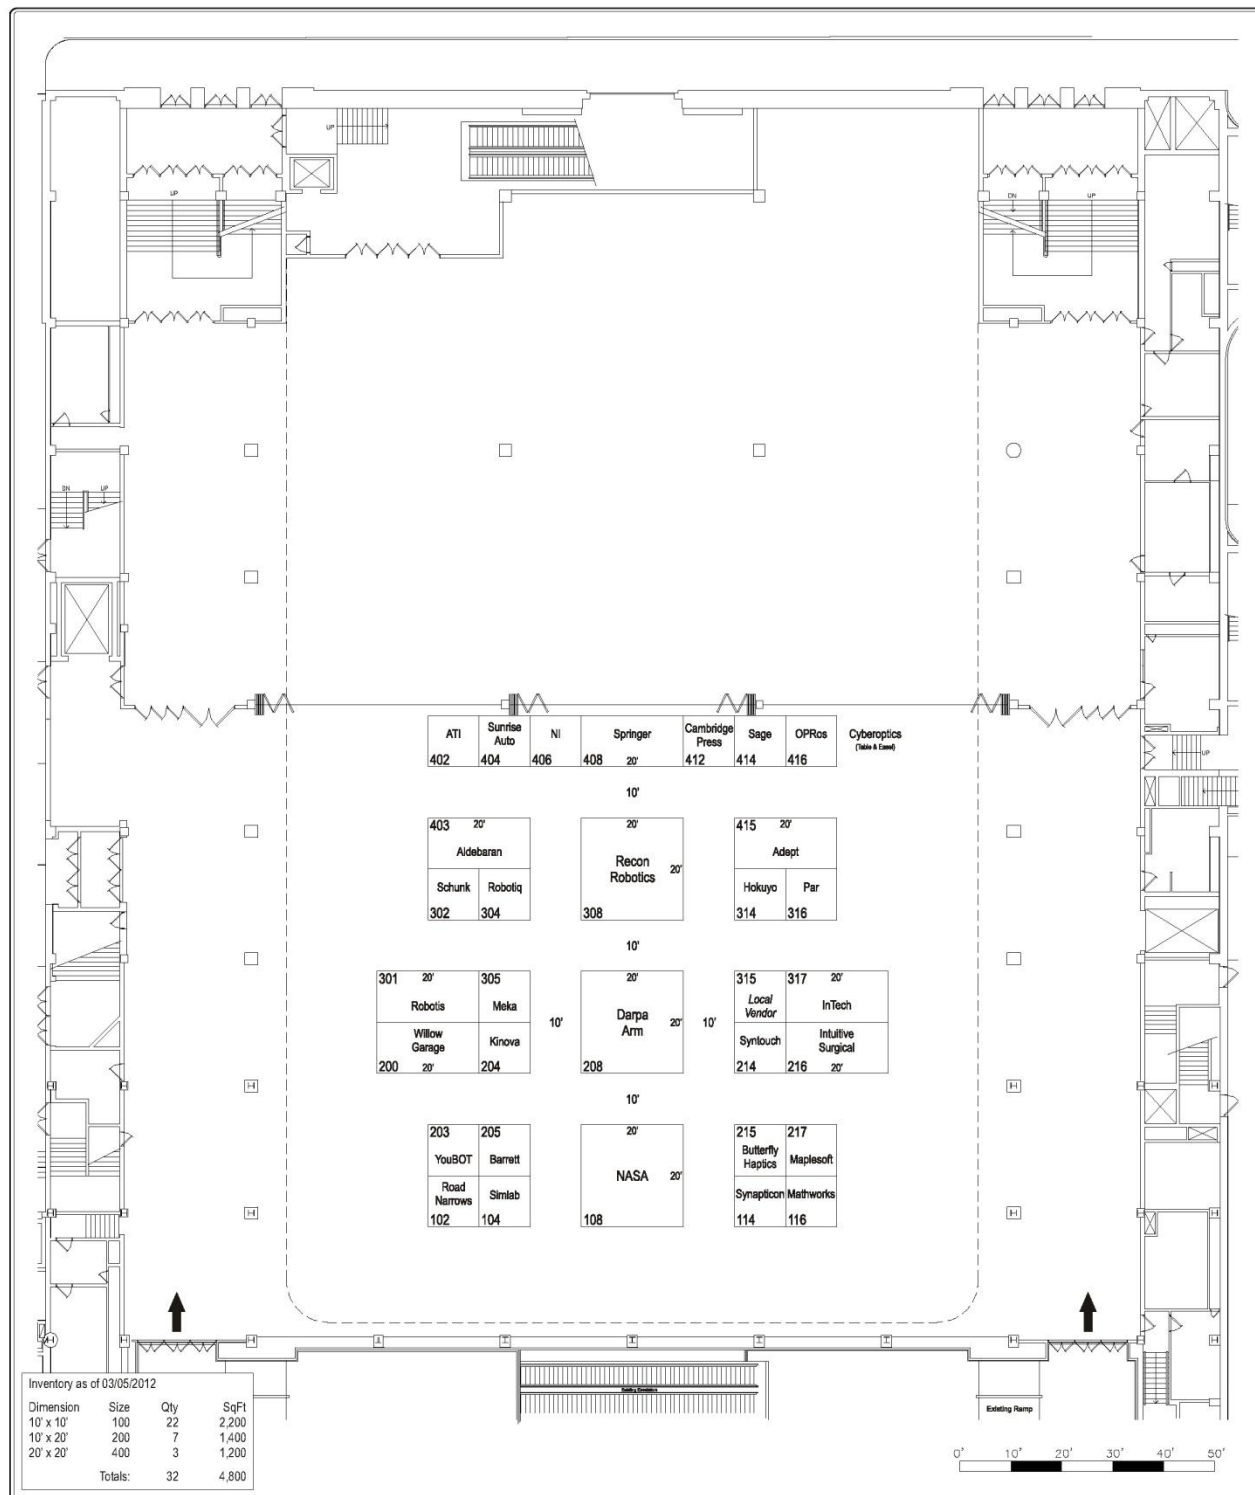 UP
UP
DN
UP
DN
UP
UP
ATI
402
Sunrise
Auto
404
NI
406
Springer
408 20'
Cambridge
Press
412
Sage
414
OPRos
416
Cyberoptics
(Table & Easel)
10'
403 20'
Aldebaran
Schunk
302
Robotiq
304
20'
Recon
Robotics
20'
308
415 20'
Adept
Hokuyo
314
Par
316
10'
301 20'
Robotis
305
Meka
Willow
Garage
200 20'
Kinova
204
10'
20'
Darpa
Arm
20'
208
10'
315
Local
Vendor
317 20'
InTech
Syntouch
214
Intuitive
Surgical
216 20'
10'
203
YouBOT
205
Barrett
Road
Narrows
102
Simlab
104
20'
NASA
20'
108
215
Butterfly
Haptics
217
Maplesoft
Synapticon
114
Mathworks
116
Existing Escalators
Existing Ramp
Inventory as of 03/05/2012
Dimension Size Qty SqFt
10' x 10' 100 22 2,200
10' x 20' 200 7 1,400
20' x 20' 400 3 1,200
Totals: 32 4,800
0' 10' 20' 30' 40' 50'